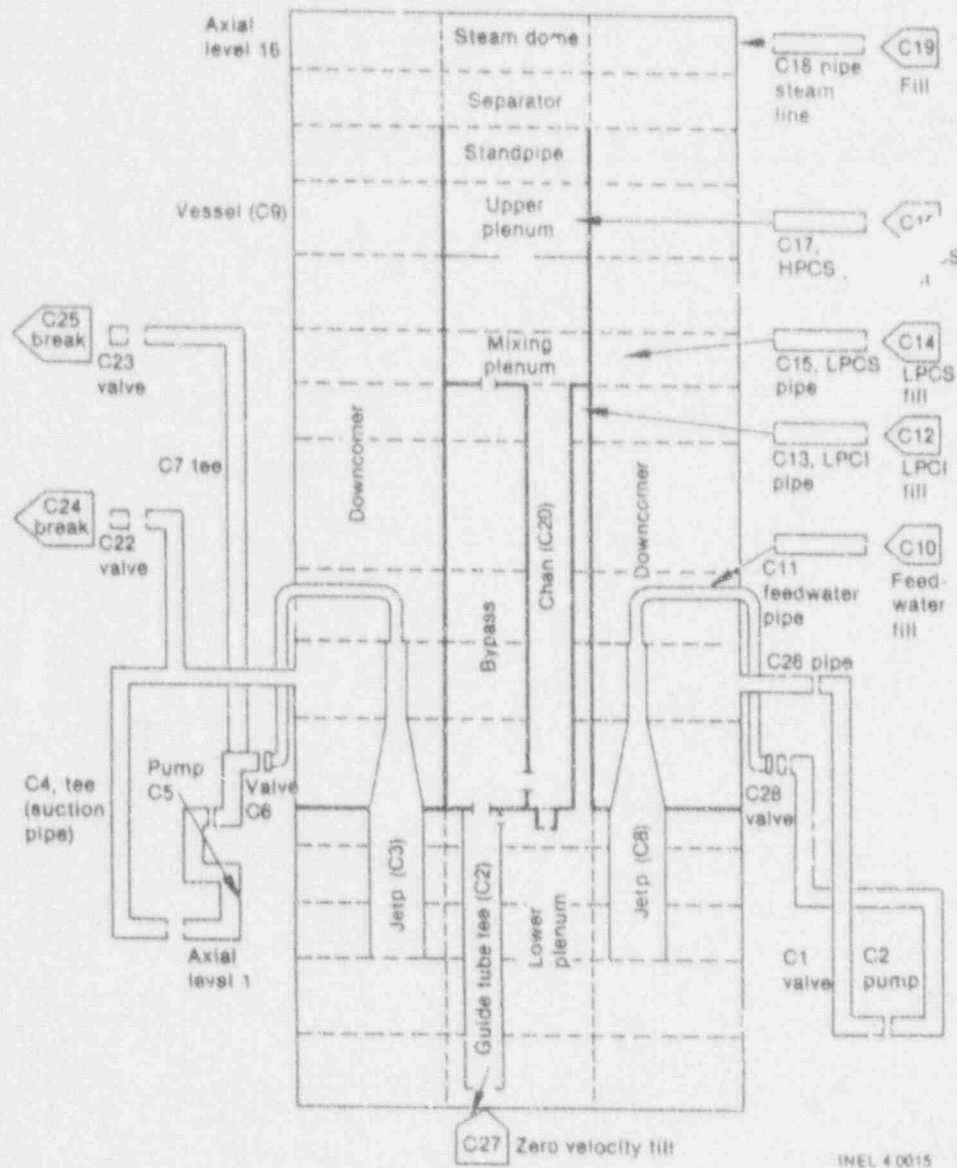 Axial
level 16
Steam dome
C18 pipe
steam
line
C19
Fill
Separator
Standpipe
Vessel (C9)
Upper
plenum
C17,
HPCS
C25
break
C23
valve
Mixing
plenum
C15, LPCS
pipe
C14
LPCS
fill
C7 tee
Downcomer
C13, LPCI
pipe
C12
LPCI
fill
C24
break
C22
valve
Chan (C20)
Downcomer
C11
feedwater
pipe
C10
Feed-
water
fill
Bypass
C26 pipe
C4, tee
(suction
pipe)
Pump
C5
Valve
C6
C28
valve
Jetp (C3)
Guide tube tee (C2)
Lower
plenum
Jetp (C8)
Axial
level 1
C1
valve
C2
pump
C27
Zero velocity fill
INEL 4 0015